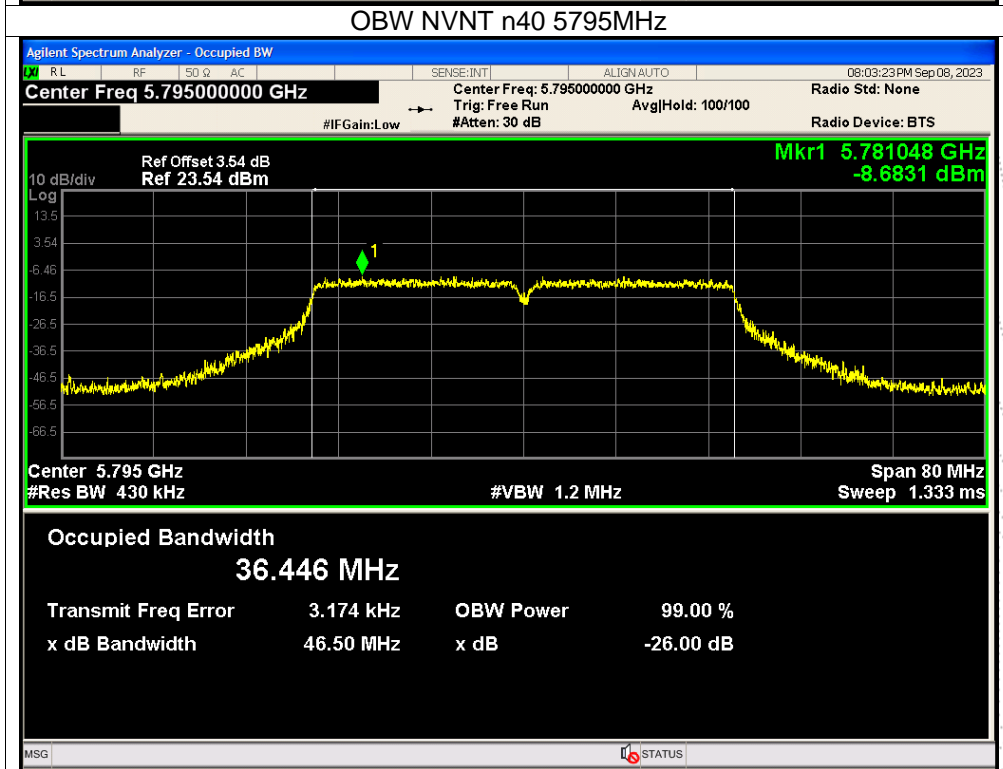 OBW NVNT n40 5795MHz
Agilent Spectrum Analyzer - Occupied BW
LXI RL RF 50 Ω AC SENSE:INT ALIGN AUTO 08:03:23 PM Sep 08, 2023
Center Freq 5.795000000 GHz Center Freq: 5.795000000 GHz Radio Std: None
Trig: Free Run Avg|Hold: 100/100
#IFGain:Low #Atten: 30 dB Radio Device: BTS
Mkr1 5.781048 GHz
-8.6831 dBm
Ref Offset 3.54 dB
10 dB/div Ref 23.54 dBm
Log
13.5
3.54
1
-6.46
-16.5
-26.5
-36.5
-46.5
-56.5
-66.5
Center 5.795 GHz Span 80 MHz
#Res BW 430 kHz #VBW 1.2 MHz Sweep 1.333 ms
Occupied Bandwidth
36.446 MHz
Transmit Freq Error 3.174 kHz OBW Power 99.00 %
x dB Bandwidth 46.50 MHz x dB -26.00 dB
MSG STATUS